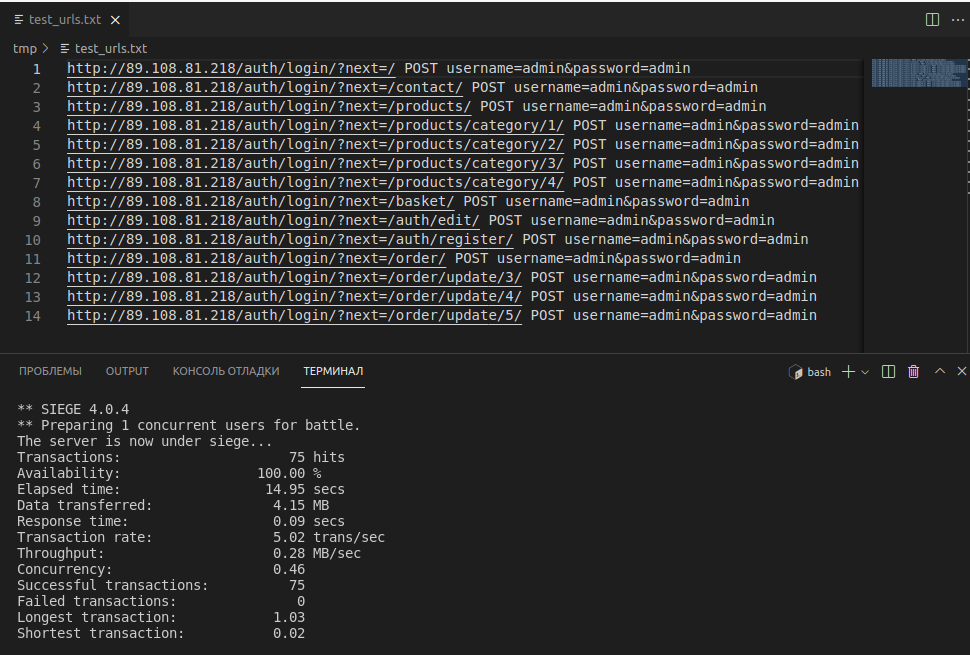 test_urls.txt
tmp > test_urls.txt
1 http://89.108.81.218/auth/login/?next=/ POST username=admin&password=admin
2 http://89.108.81.218/auth/login/?next=/contact/ POST username=admin&password=admin
3 http://89.108.81.218/auth/login/?next=/products/ POST username=admin&password=admin
4 http://89.108.81.218/auth/login/?next=/products/category/1/ POST username=admin&password=admin
5 http://89.108.81.218/auth/login/?next=/products/category/2/ POST username=admin&password=admin
6 http://89.108.81.218/auth/login/?next=/products/category/3/ POST username=admin&password=admin
7 http://89.108.81.218/auth/login/?next=/products/category/4/ POST username=admin&password=admin
8 http://89.108.81.218/auth/login/?next=/basket/ POST username=admin&password=admin
9 http://89.108.81.218/auth/login/?next=/auth/edit/ POST username=admin&password=admin
10 http://89.108.81.218/auth/login/?next=/auth/register/ POST username=admin&password=admin
11 http://89.108.81.218/auth/login/?next=/order/ POST username=admin&password=admin
12 http://89.108.81.218/auth/login/?next=/order/update/3/ POST username=admin&password=admin
13 http://89.108.81.218/auth/login/?next=/order/update/4/ POST username=admin&password=admin
14 http://89.108.81.218/auth/login/?next=/order/update/5/ POST username=admin&password=admin
ПРОБЛЕМЫ OUTPUT КОНСОЛЬ ОТЛАДКИ ТЕРМИНАЛ bash
** SIEGE 4.0.4
** Preparing 1 concurrent users for battle.
The server is now under siege...
Transactions: 75 hits
Availability: 100.00 %
Elapsed time: 14.95 secs
Data transferred: 4.15 MB
Response time: 0.09 secs
Transaction rate: 5.02 trans/sec
Throughput: 0.28 MB/sec
Concurrency: 0.46
Successful transactions: 75
Failed transactions: 0
Longest transaction: 1.03
Shortest transaction: 0.02